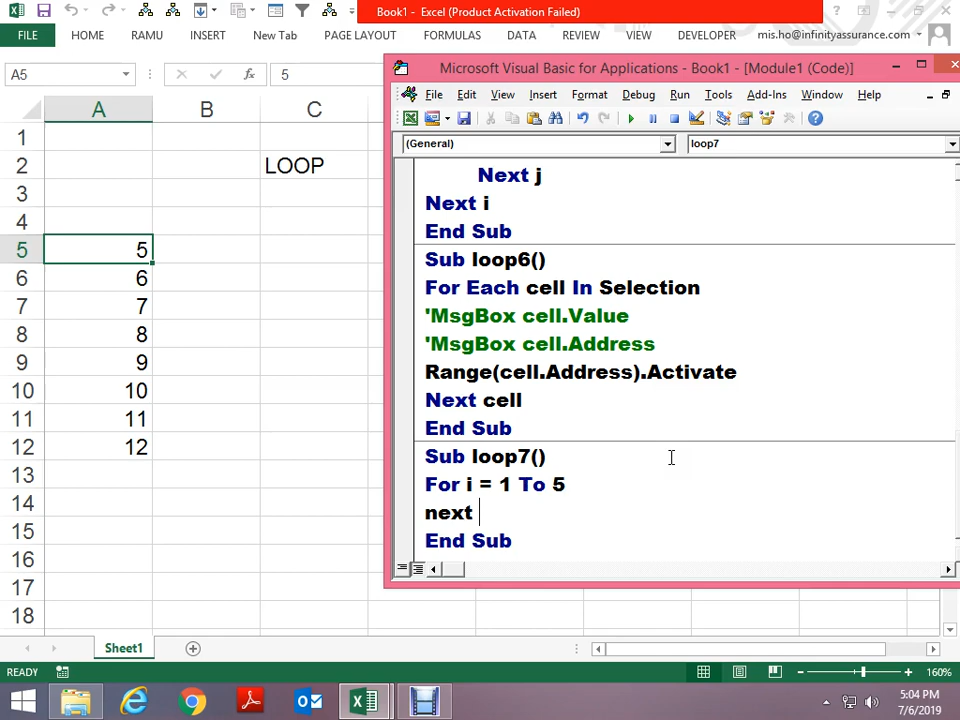 Book1 - Excel (Product Activation Failed)
FILE HOME RAMU INSERT New Tab PAGE LAYOUT FORMULAS DATA REVIEW VIEW DEVELOPER mis.ho@infinityassurance.com
A5 fx 5
Microsoft Visual Basic for Applications - Book1 - [Module1 (Code)]
File Edit View Insert Format Debug Run Tools Add-Ins Window Help
(General) loop7
A B C
1
2 LOOP
3
4
5 5
6 6
7 7
8 8
9 9
10 10
11 11
12 12
13
14
15
16
17
18
Next j
Next i
End Sub
Sub loop6()
For Each cell In Selection
'MsgBox cell.Value
'MsgBox cell.Address
Range(cell.Address).Activate
Next cell
End Sub
Sub loop7()
For i = 1 To 5
next
End Sub
Sheet1
READY 160%
5:04 PM
7/6/2019